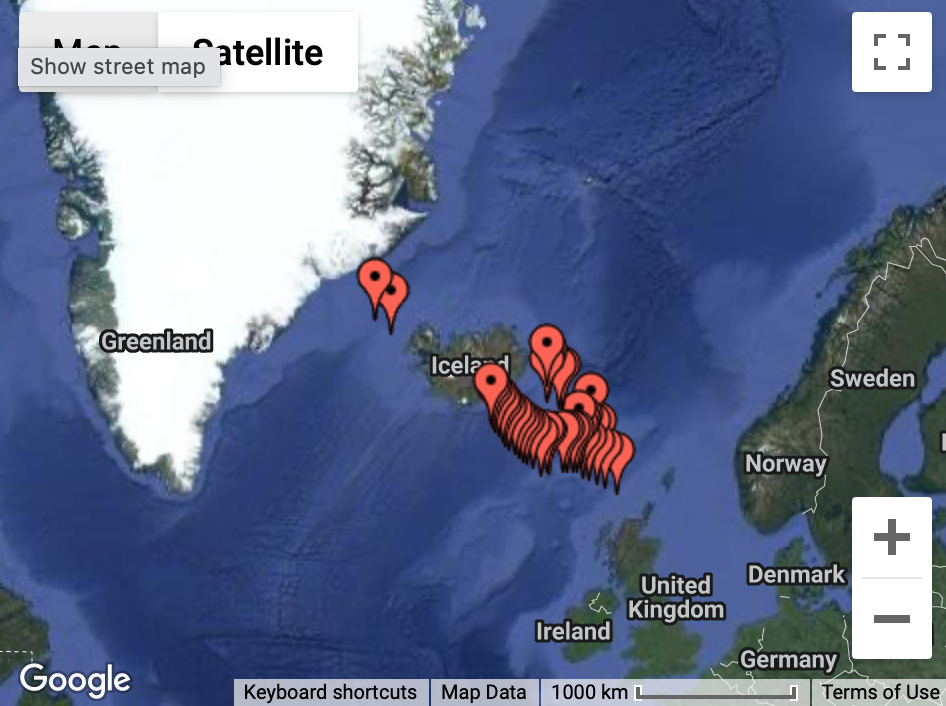 Map
Satellite
Show street map
Greenland
Iceland
Sweden
Norway
Denmark
United
Kingdom
Ireland
Germany
Google
Keyboard shortcuts
Map Data
1000 km
Terms of Use